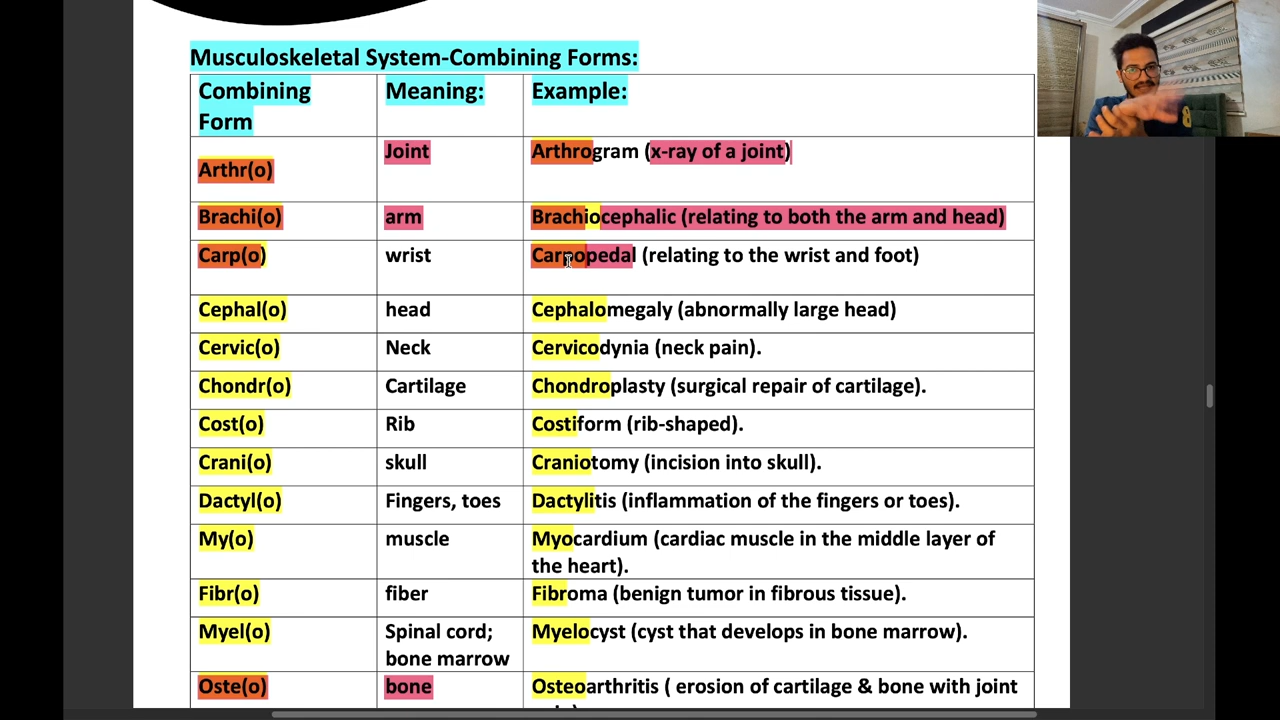 Musculoskeletal System-Combining Forms:
Combining Form Meaning: Example:
Arthr(o) Joint Arthrogram (x-ray of a joint)
Brachi(o) arm Brachiocephalic (relating to both the arm and head)
Carp(o) wrist Carpopedal (relating to the wrist and foot)
Cephal(o) head Cephalomegaly (abnormally large head)
Cervic(o) Neck Cervicodynia (neck pain).
Chondr(o) Cartilage Chondroplasty (surgical repair of cartilage).
Cost(o) Rib Costiform (rib-shaped).
Crani(o) skull Craniotomy (incision into skull).
Dactyl(o) Fingers, toes Dactylitis (inflammation of the fingers or toes).
My(o) muscle Myocardium (cardiac muscle in the middle layer of
the heart).
Fibr(o) fiber Fibroma (benign tumor in fibrous tissue).
Myel(o) Spinal cord; Myelocyst (cyst that develops in bone marrow).
bone marrow
Oste(o) bone Osteoarthritis ( erosion of cartilage & bone with joint